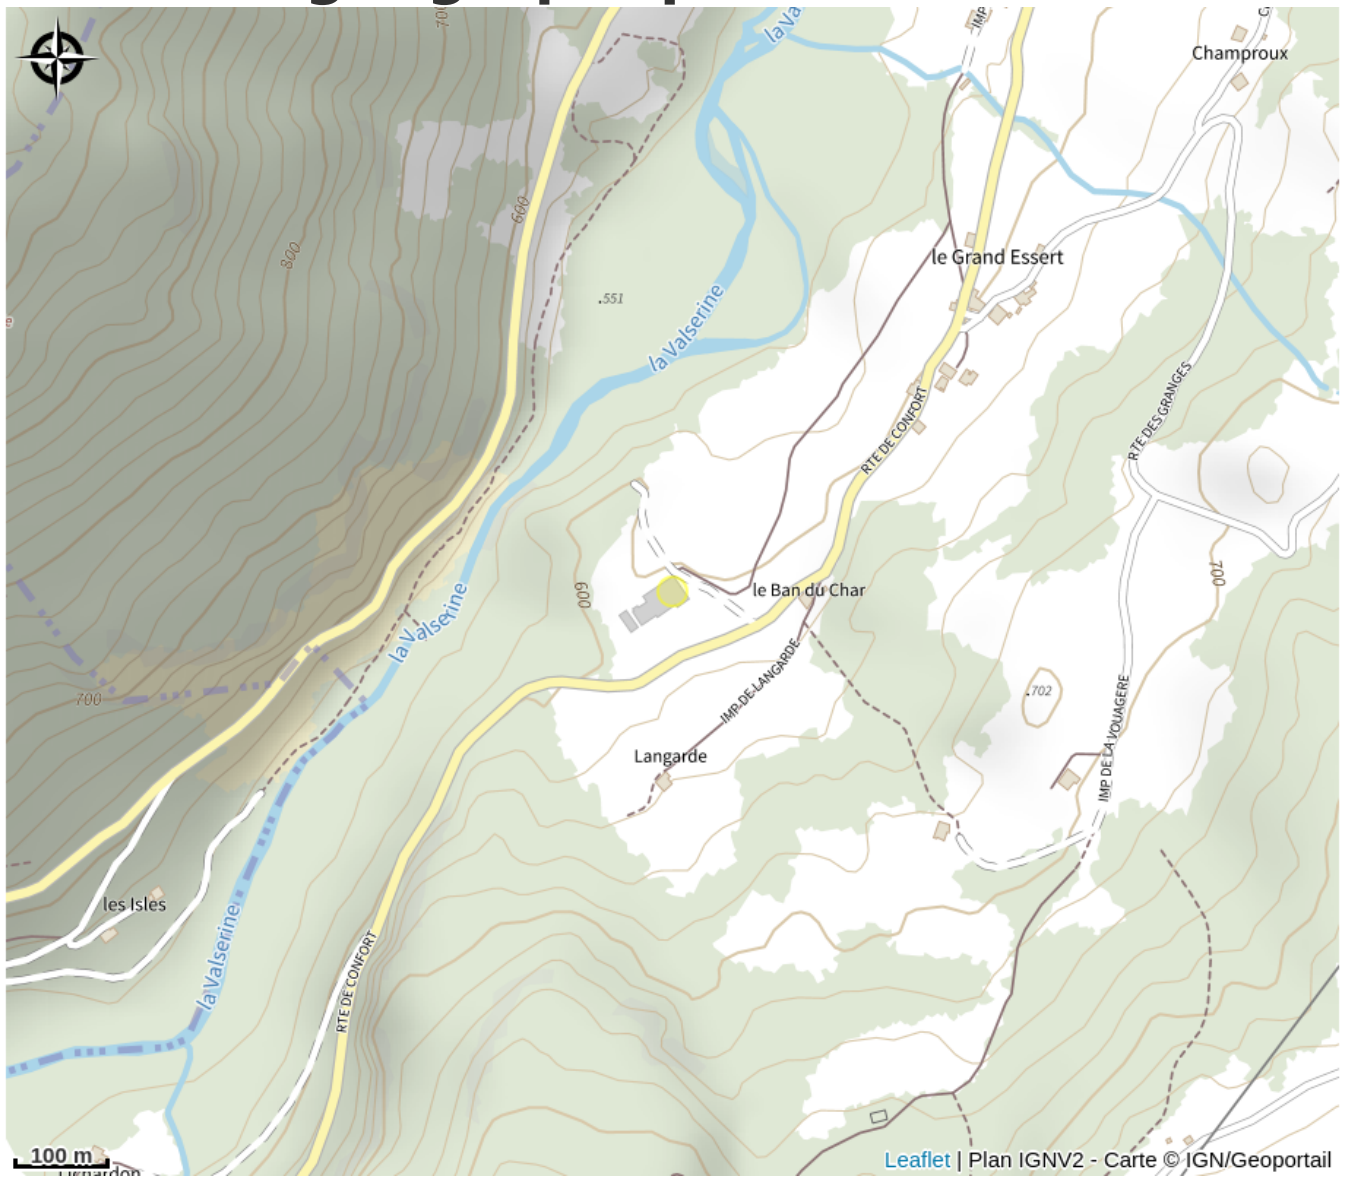 700
la Va
IMP
Champroux
600
800
le Grand Essert
.551
la Valserine
RTE DES GRANGES
RTE DE CONFORT
700
600
le Ban du Char
la Valserine
IMP DE LANGARDE
700
.702
IMP DE LA VOUAGERE
Langarde
les Isles
la Valserine
RTE DE CONFORT
100 m
Leaflet | Plan IGNV2 - Carte © IGN/Geoportail